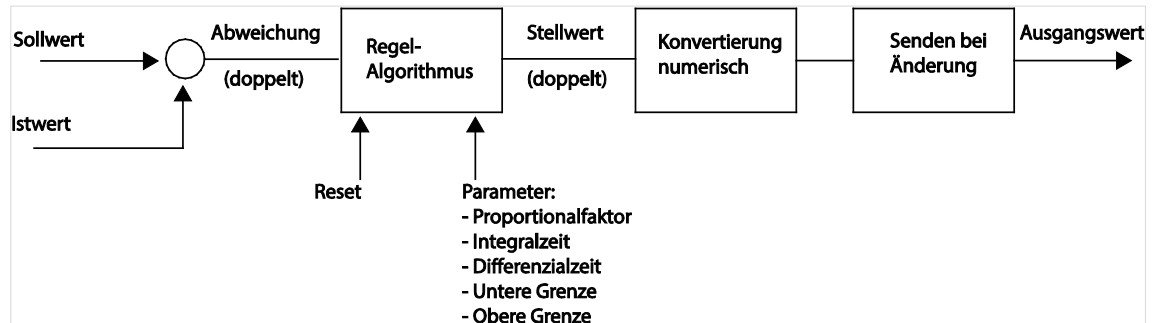 Sollwert
Abweichung
(doppelt)
Regel-
Algorithmus
Stellwert
(doppelt)
Konvertierung
numerisch
Senden bei
Änderung
Ausgangswert
Istwert
Reset
Parameter:
- Proportionalfaktor
- Integralzeit
- Differenzialzeit
- Untere Grenze
- Obere Grenze